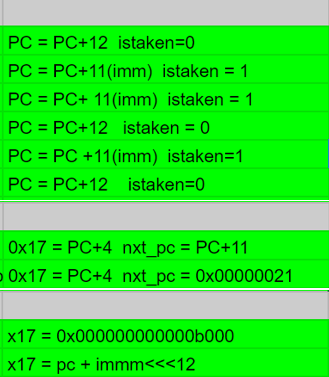 PC = PC+12 istaken=0
PC = PC+11(imm) istaken = 1
PC = PC+ 11(imm) istaken = 1
PC = PC+12 istaken = 0
PC = PC +11(imm) istaken=1
PC = PC+12 istaken=0
0x17 = PC+4 nxt_pc = PC+11
0x17 = PC+4 nxt_pc = 0x00000021
x17 = 0x000000000000b000
x17 = pc + immm<<<12